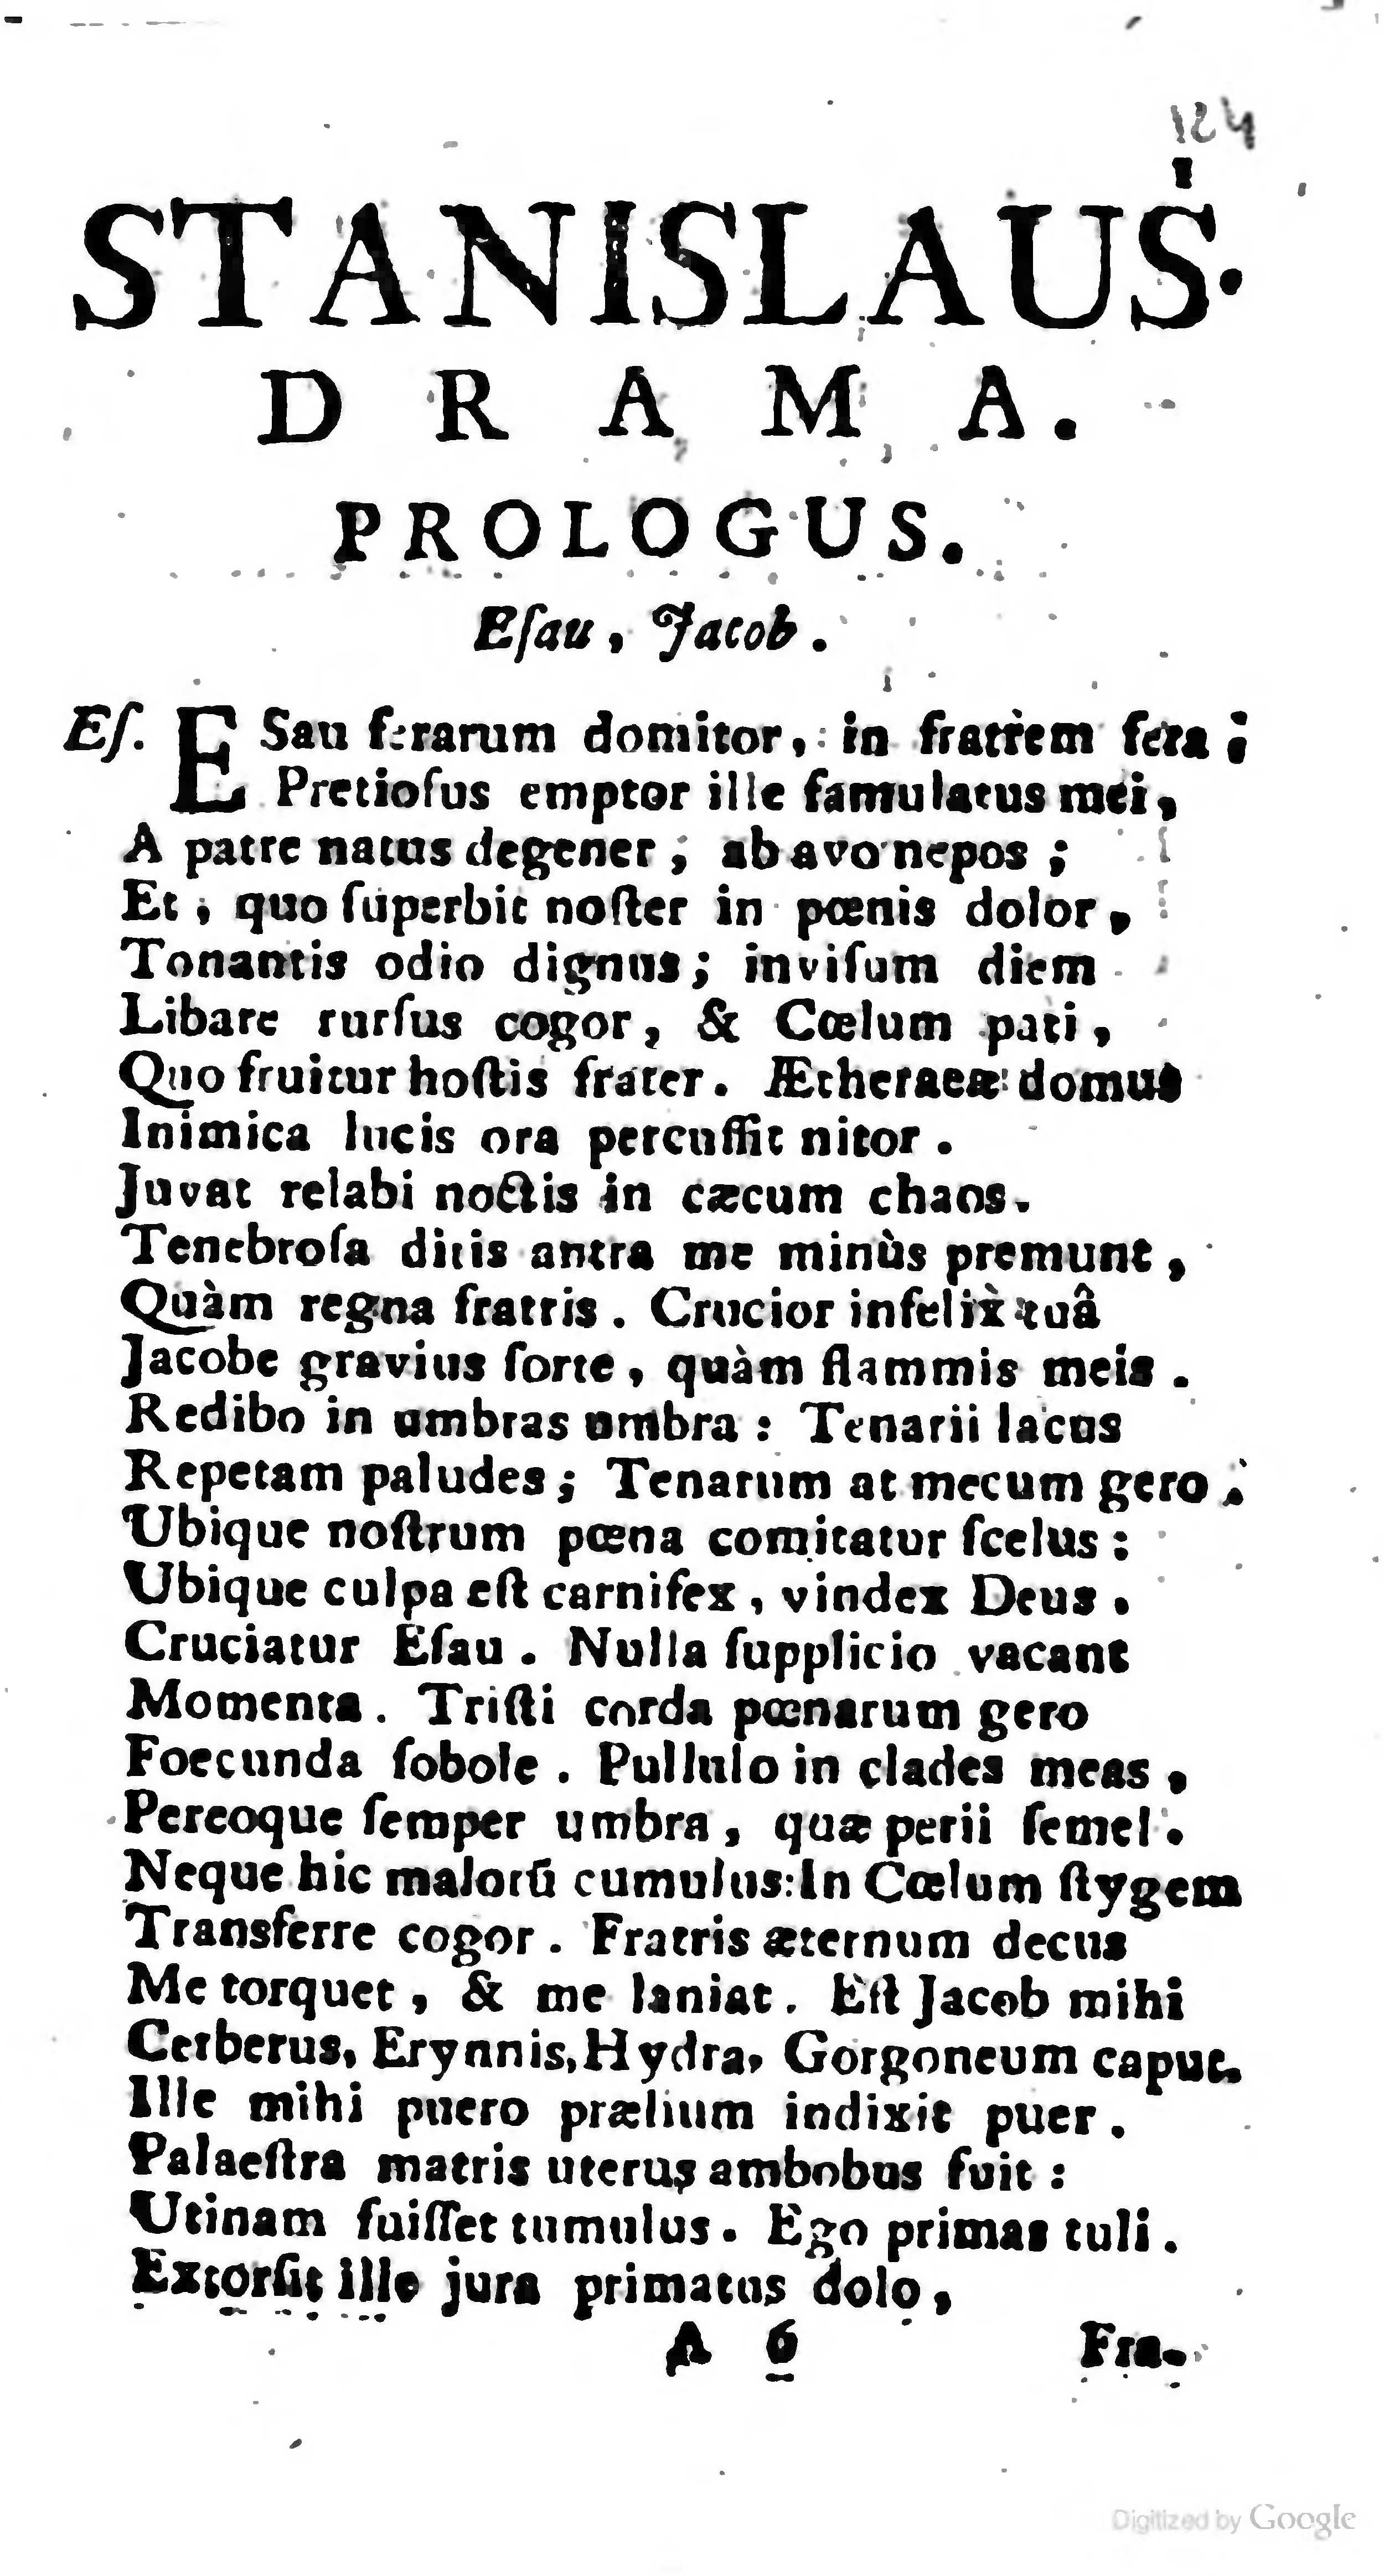 184
STANISLAUS.
DRAMA.
PROLOGUS.
Eſau, Jacob.
Eſ. ESau ferarum domitor, in fratrem fera;
Pretioſus emptor ille famulatus mei,
A patre natus degener; ab avo nepos;
Et, quo ſuperbit noſter in pœnis dolor,
Tonantis odio dignus; inviſum diem
Libare rurſus cogor, & Cœlum pati,
Quo fruitur hoſtis frater. Ætheraeæ domus
Inimica lucis ora percuſſit nitor.
Juvat relabi noctis in cæcum chaos.
Tenebroſa ditis antra me minùs premunt,
Quàm regna fratris. Crucior infelix tuâ
Jacobe gravius ſorte, quàm flammis meis.
Redibo in umbras umbra: Tenarii lacus
Repetam paludes; Tenarum at mecum gero.
Ubique noſtrum pœna comitatur ſcelus:
Ubique culpa eſt carnifex, vindex Deus.
Cruciatur Eſau. Nulla ſupplicio vacant
Momenta. Triſti corda pœnarum gero
Foecunda ſobole. Pullulo in clades meas,
Pereoque ſemper umbra, quæ perii ſemel.
Neque hic malorū cumulus: In Cœlum ſtygem
Transferre cogor. Fratris æternum decus
Me torquet, & me laniat. Eſt Jacob mihi
Cerberus, Erynnis, Hydra, Gorgoneum caput.
Ille mihi puero prælium indixit puer.
Palaeſtra matris uterus ambobus fuit:
Utinam fuiſſet tumulus. Ego primas tuli.
Extorſit ille jura primatus dolo,
A 6 Fra-
Digitized by Google